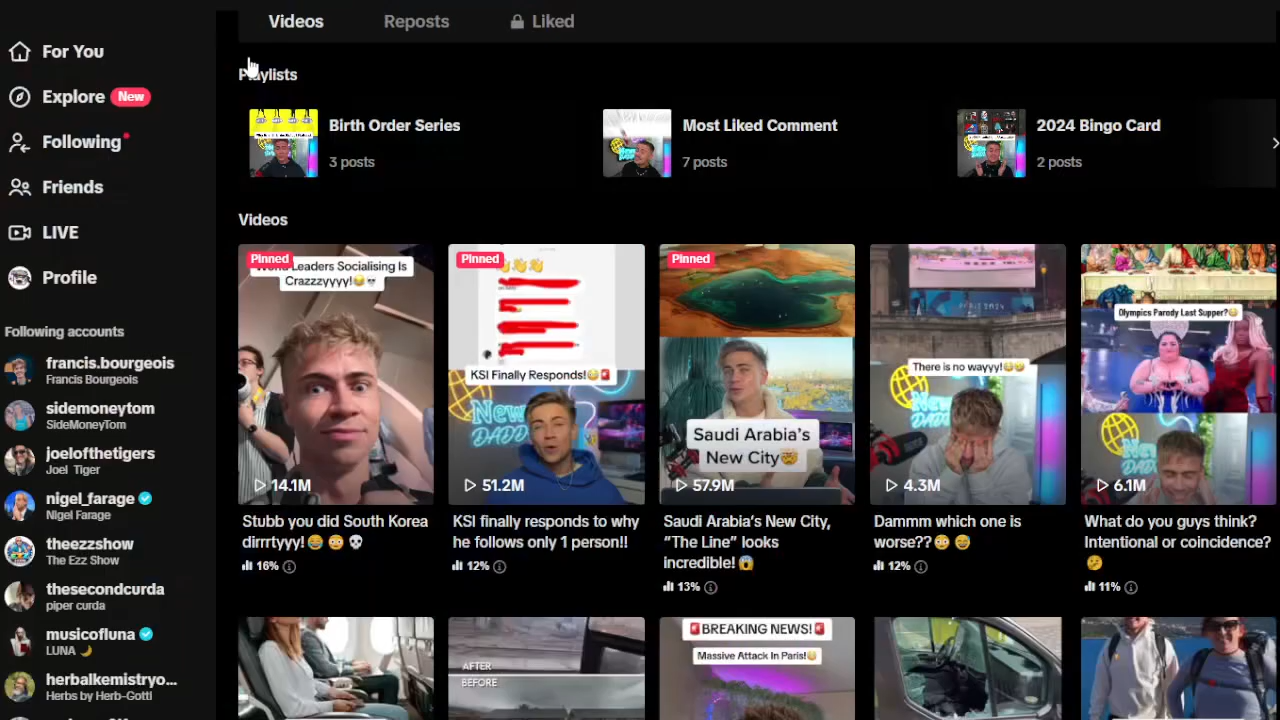 Videos
Reposts
Liked
For You
Explore New
Following
Friends
LIVE
Profile
Following accounts
francis.bourgeois
Francis Bourgeois
sidemoneytom
SideMoneyTom
joelofthetigers
Joel Tiger
nigel_farage
Nigel Farage
theezzshow
The Ezz Show
thesecondcurda
piper curda
musicofluna
LUNA 🌙
herbalkemistryo...
Herbs by Herb-Gotti
Playlists
Birth Order Series
3 posts
Most Liked Comment
7 posts
2024 Bingo Card
2 posts
Videos
Pinned
World Leaders Socialising Is
Crazzzyyyy!😂💀
14.1M
Stubb you did South Korea
dirrrtyyy! 😂 😳 💀
16%
Pinned
👏👏👏
KSI Finally Responds!😳🚨
New
DADD
51.2M
KSI finally responds to why
he follows only 1 person!!
12%
Pinned
Saudi Arabia's
New City🤯
57.9M
Saudi Arabia's New City,
“The Line” looks
incredible! 😱
13%
PARIS 2024
There is no wayyy!😳😅
4.3M
Dammm which one is
worse?? 😳 😅
12%
Olympics Parody Last Supper?😳
6.1M
What do you guys think?
Intentional or coincidence?
🤔
11%
AFTER
BEFORE
🚨BREAKING NEWS!🚨
Massive Attack In Paris!😳